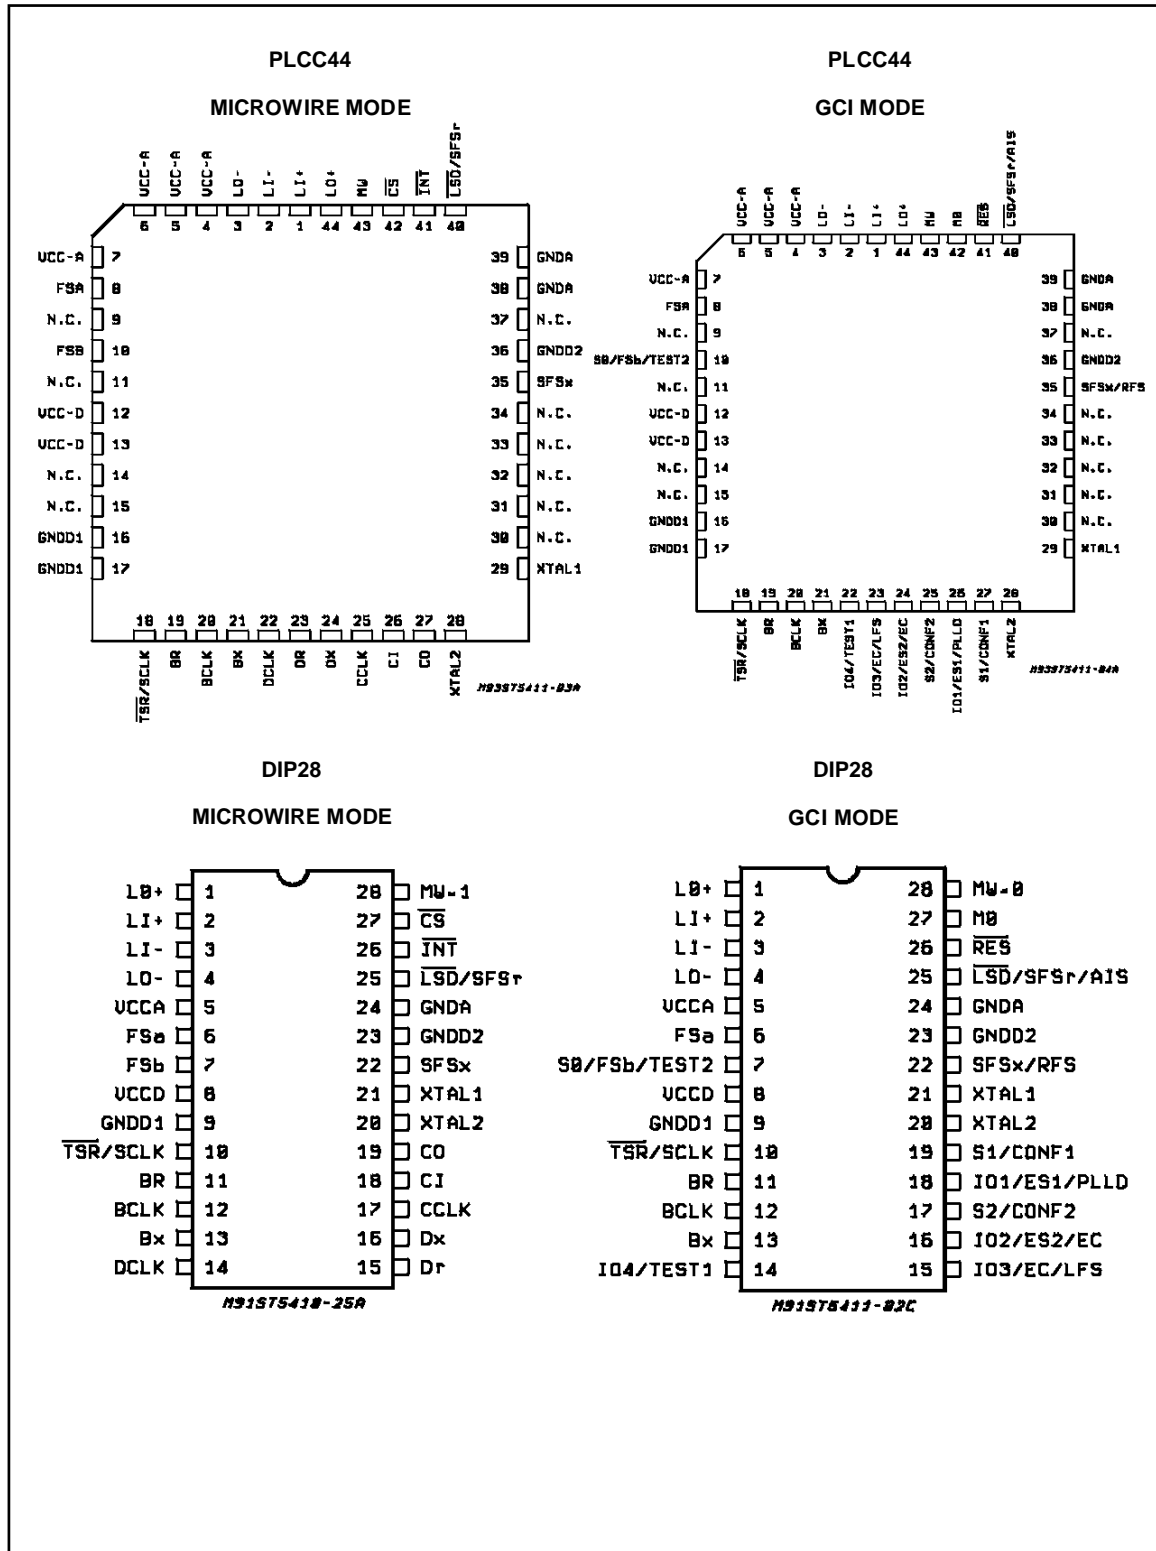 PLCC44
MICROWIRE MODE
VCC-A
VCC-A
VCC-A
LO-
LI-
LI+
LO+
MW
CS
INT
LSD/SFSr
6 5 4 3 2 1 44 43 42 41 40
VCC-A 7
FSA 8
N.C. 9
FSB 10
N.C. 11
VCC-D 12
VCC-D 13
N.C. 14
N.C. 15
GNDD1 16
GNDD1 17
39 GNDA
38 GNDA
37 N.C.
36 GNDD2
35 SFSx
34 N.C.
33 N.C.
32 N.C.
31 N.C.
30 N.C.
29 XTAL1
18 19 20 21 22 23 24 25 26 27 28
TSR/SCLK
BR
BCLK
BX
DCLK
DR
DX
CCLK
CI
CO
XTAL2
M93ST5411-03A
PLCC44
GCI MODE
VCC-A
VCC-A
VCC-A
LO-
LI-
LI+
LO+
MW
M0
RES
LSD/SFSr/AIS
6 5 4 3 2 1 44 43 42 41 40
VCC-A 7
FSA 8
N.C. 9
S0/FSb/TEST2 10
N.C. 11
VCC-D 12
VCC-D 13
N.C. 14
N.C. 15
GNDD1 16
GNDD1 17
39 GNDA
38 GNDA
37 N.C.
36 GNDD2
35 SFSx/RFS
34 N.C.
33 N.C.
32 N.C.
31 N.C.
30 N.C.
29 XTAL1
18 19 20 21 22 23 24 25 26 27 28
TSR/SCLK
BR
BCLK
BX
IO4/TEST1
IO3/EC/LFS
IO2/ES2/EC
S2/CONF2
IO1/ES1/PLLD
S1/CONF1
XTAL2
M93ST5411-04A
DIP28
MICROWIRE MODE
L0+ 1 28 MW-1
LI+ 2 27 CS
LI- 3 26 INT
LO- 4 25 LSD/SFSr
VCCA 5 24 GNDA
FSa 6 23 GNDD2
FSb 7 22 SFSx
VCCD 8 21 XTAL1
GNDD1 9 20 XTAL2
TSR/SCLK 10 19 CO
BR 11 18 CI
BCLK 12 17 CCLK
Bx 13 16 Dx
DCLK 14 15 Dr
M91ST5410-25A
DIP28
GCI MODE
L0+ 1 28 MW-0
LI+ 2 27 M0
LI- 3 26 RES
LO- 4 25 LSD/SFSr/AIS
VCCA 5 24 GNDA
FSa 6 23 GNDD2
S0/FSb/TEST2 7 22 SFSx/RFS
VCCD 8 21 XTAL1
GNDD1 9 20 XTAL2
TSR/SCLK 10 19 S1/CONF1
BR 11 18 IO1/ES1/PLLD
BCLK 12 17 S2/CONF2
Bx 13 16 IO2/ES2/EC
IO4/TEST1 14 15 IO3/EC/LFS
M91ST5411-02C